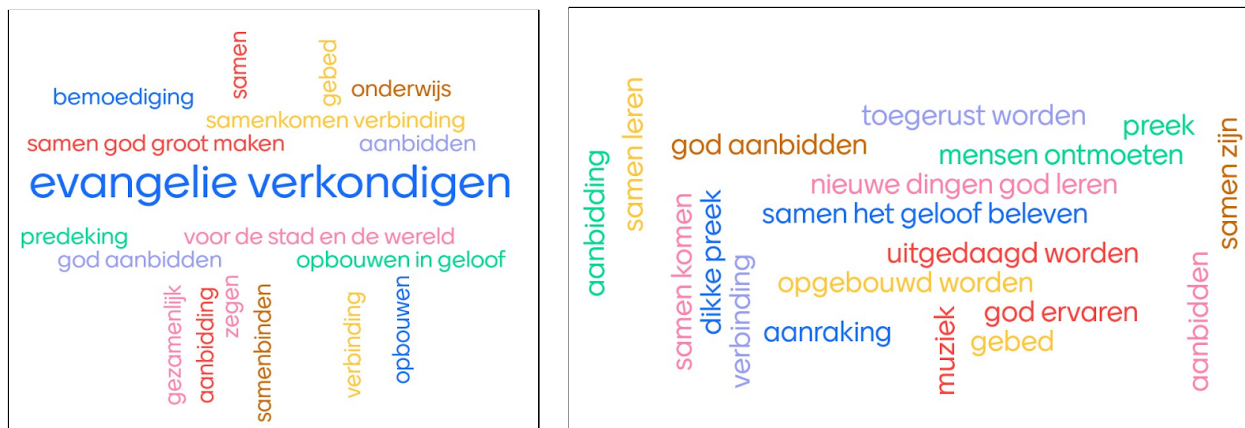 samen
gebed
onderwijs
bemoediging
samenkomen verbinding
samen god groot maken
aanbidden
evangelie verkondigen
predeking
voor de stad en de wereld
god aanbidden
opbouwen in geloof
gezamenlijk
aanbidding
zegen
samenbinden
verbinding
opbouwen
aanbidding
samen leren
toegerust worden
preek
god aanbidden
mensen ontmoeten
samen zijn
nieuwe dingen god leren
samen het geloof beleven
samen komen
dikke preek
verbinding
uitgedaagd worden
opgebouwd worden
god ervaren
aanraking
muziek
gebed
aanbidden